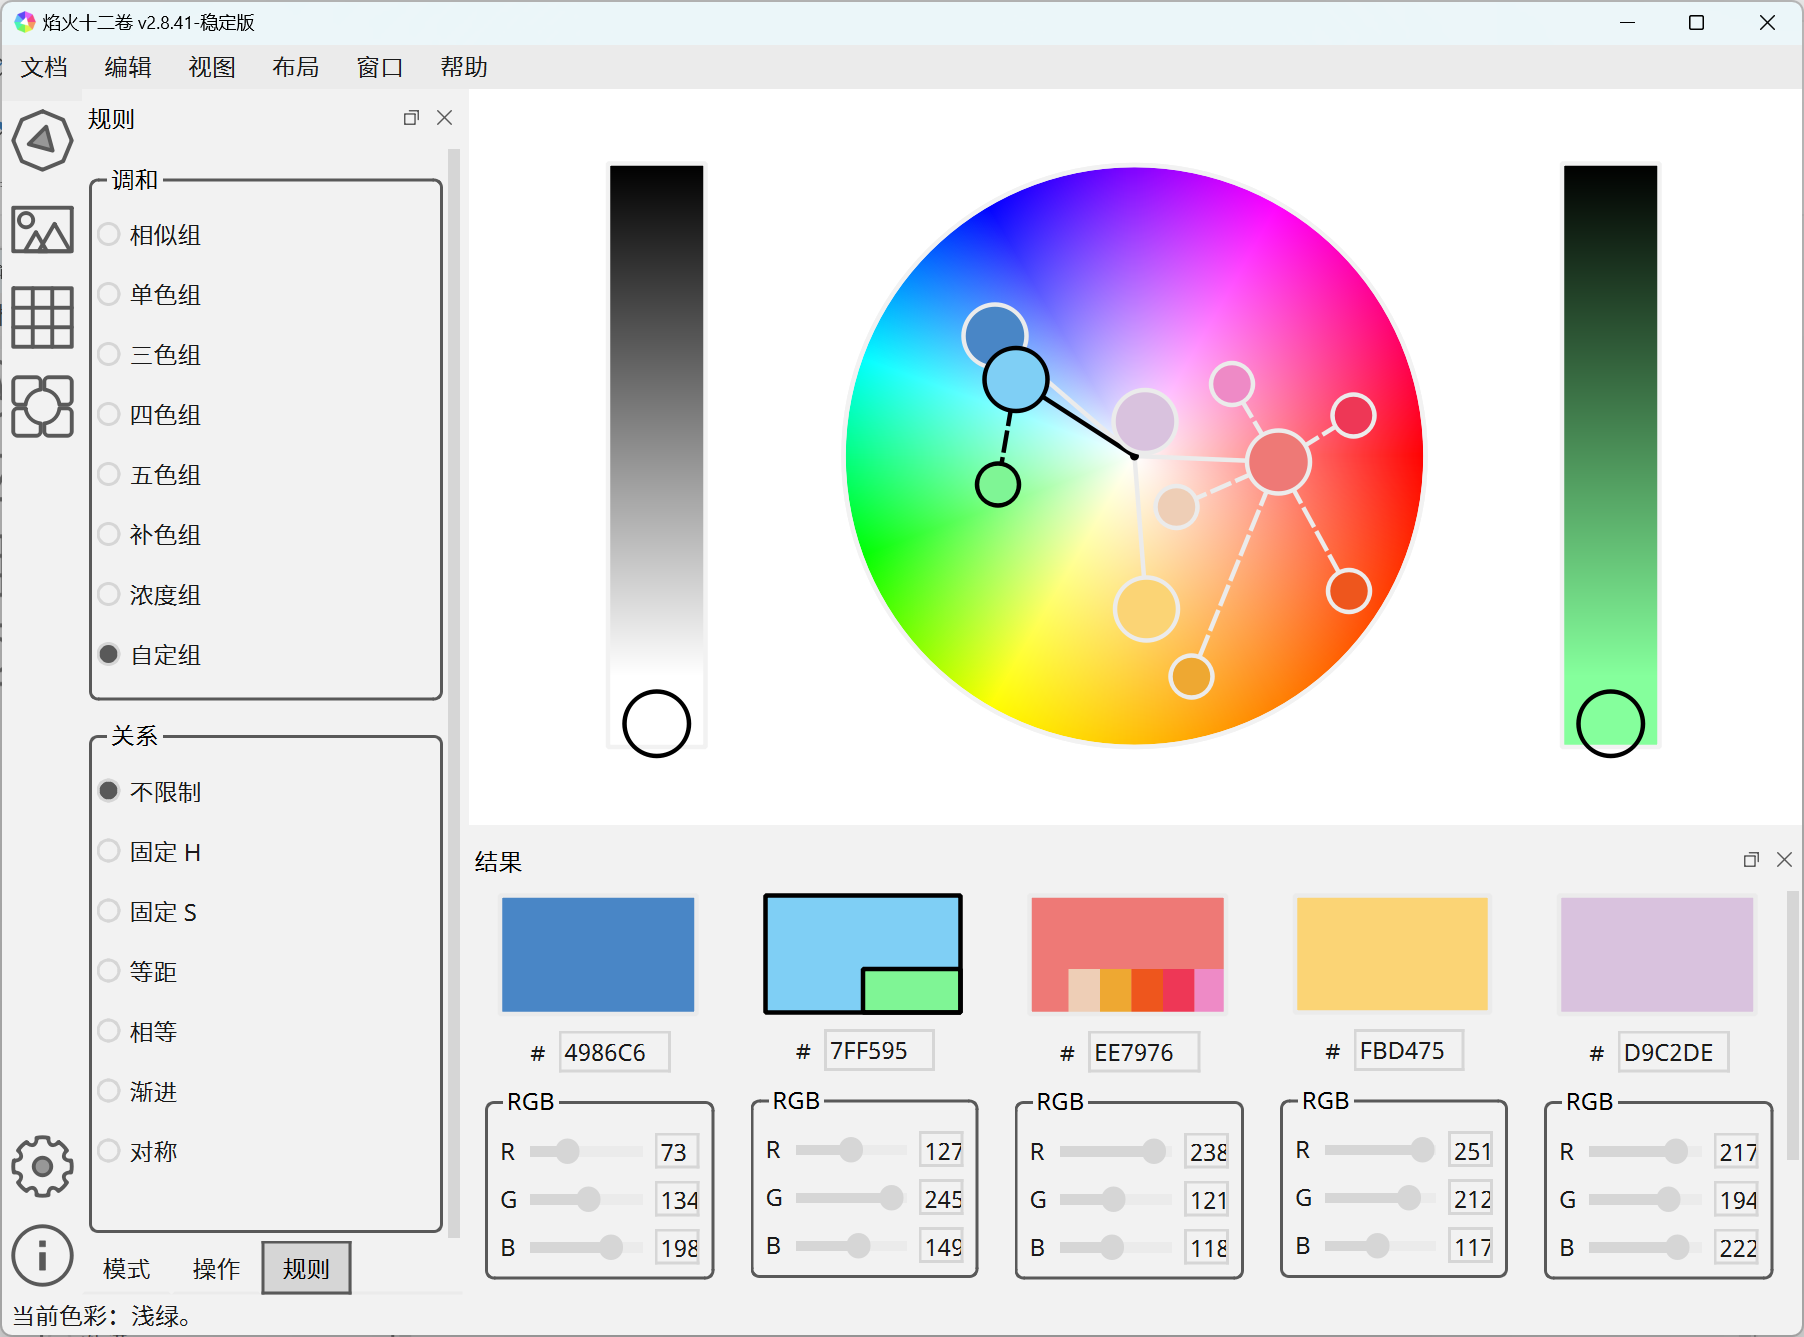 焰火十二卷 v2.8.41-稳定版
文档 编辑 视图 布局 窗口 帮助
规则
调和
相似组
单色组
三色组
四色组
五色组
补色组
浓度组
自定组
关系
不限制
固定 H
固定 S
等距
相等
渐进
对称
模式 操作 规则
结果
# 4986C6 # 7FF595 # EE7976 # FBD475 # D9C2DE
RGB RGB RGB RGB RGB
R 73 R 127 R 238 R 251 R 217
G 134 G 245 G 121 G 212 G 194
B 198 B 149 B 118 B 117 B 222
当前色彩：浅绿。